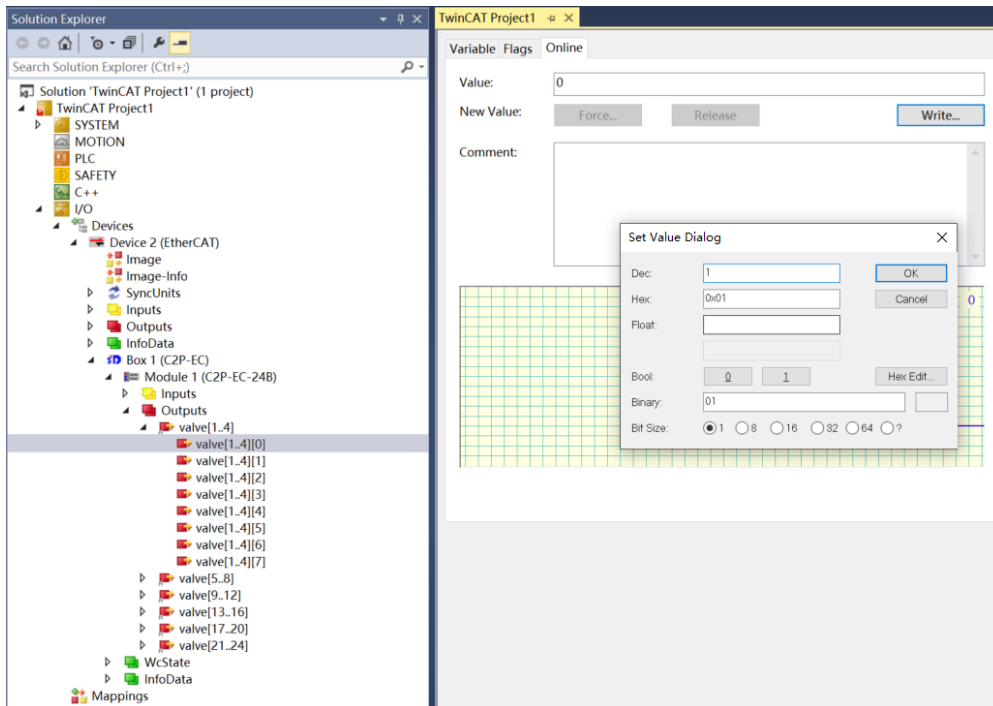 Solution Explorer
Search Solution Explorer (Ctrl+;)
Solution 'TwinCAT Project1' (1 project)
TwinCAT Project1
SYSTEM
MOTION
PLC
SAFETY
C++
I/O
Devices
Device 2 (EtherCAT)
Image
Image-Info
SyncUnits
Inputs
Outputs
InfoData
Box 1 (C2P-EC)
Module 1 (C2P-EC-24B)
Inputs
Outputs
valve[1..4]
valve[1..4][0]
valve[1..4][1]
valve[1..4][2]
valve[1..4][3]
valve[1..4][4]
valve[1..4][5]
valve[1..4][6]
valve[1..4][7]
valve[5..8]
valve[9..12]
valve[13..16]
valve[17..20]
valve[21..24]
WcState
InfoData
Mappings
TwinCAT Project1
Variable Flags Online
Value: 0
New Value: Force... Release Write...
Comment:
0
Set Value Dialog
Dec: 1 OK
Hex: 0x01 Cancel
Float:
Bool: 0 1 Hex Edit...
Binary: 01
Bit Size: 1 8 16 32 64 ?